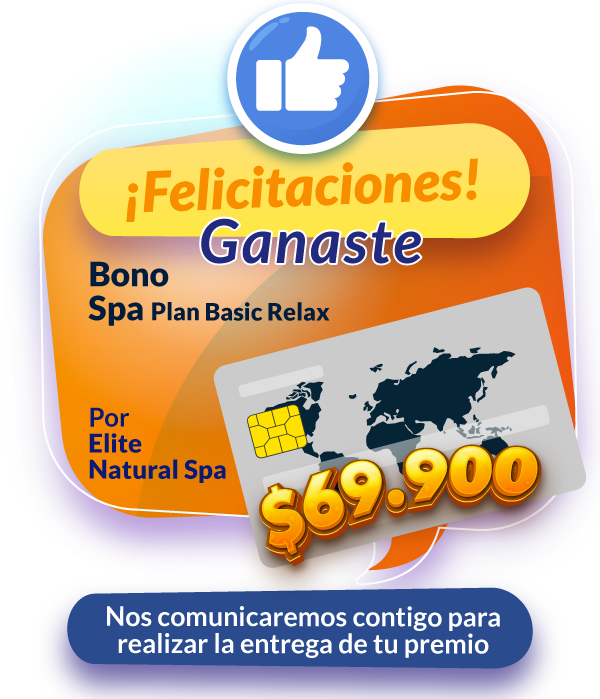 ¡Felicitaciones!
Ganaste
Bono
Spa Plan Basic Relax
Por
Elite
Natural Spa
$69.900
Nos comunicaremos contigo para
realizar la entrega de tu premio